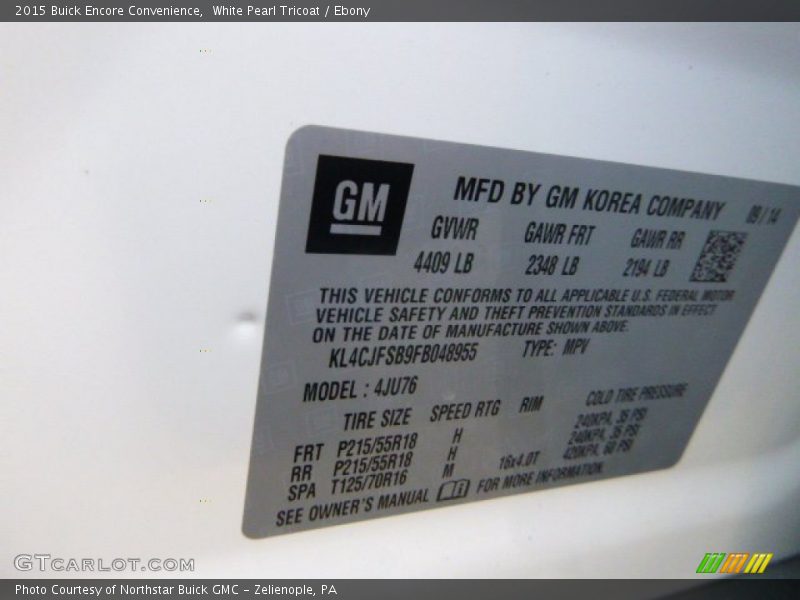 2015 Buick Encore Convenience,  White Pearl Tricoat / Ebony
GM
MFD BY GM KOREA COMPANY 09/14
GVWR GAWR FRT GAWR RR
4409 LB 2348 LB 2194 LB
THIS VEHICLE CONFORMS TO ALL APPLICABLE U.S. FEDERAL MOTOR
VEHICLE SAFETY AND THEFT PREVENTION STANDARDS IN EFFECT
ON THE DATE OF MANUFACTURE SHOWN ABOVE.
KL4CJFSB9FB048955 TYPE: MPV
MODEL : 4JU76
TIRE SIZE SPEED RTG RIM COLD TIRE PRESSURE
FRT P215/55R18 H 240KPA, 35 PSI
RR P215/55R18 H 240KPA, 35 PSI
SPA T125/70R16 M 16x4.0T 420KPA, 60 PSI
SEE OWNER'S MANUAL FOR MORE INFORMATION.
GTCARLOT.COM
Photo Courtesy of Northstar Buick GMC - Zelienople, PA